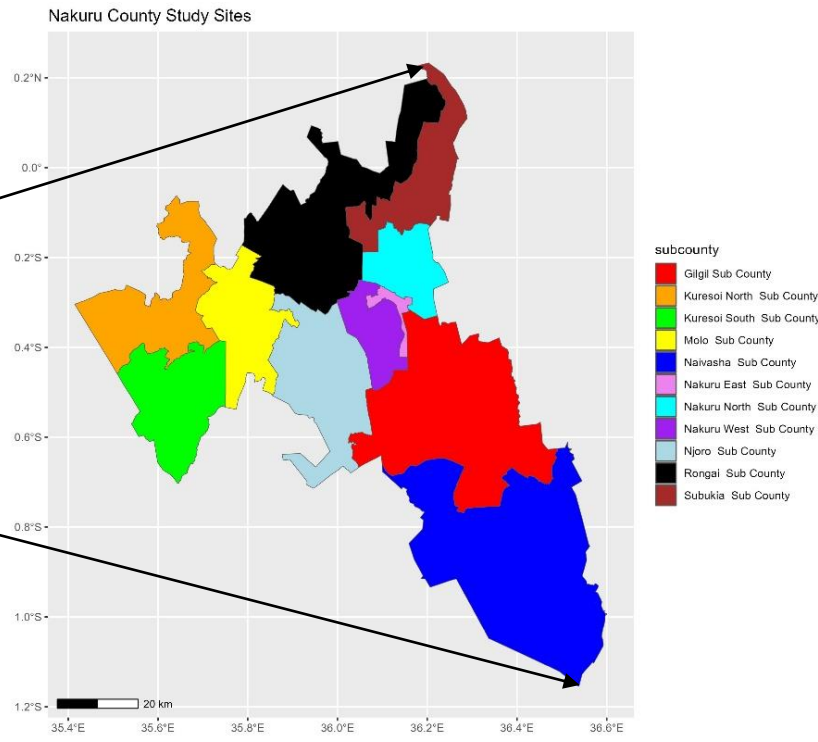 Nakuru County Study Sites
0.2°N
0.0°
0.2°S
0.4°S
0.6°S
0.8°S
1.0°S
1.2°S
20 km
35.4°E 35.6°E 35.8°E 36.0°E 36.2°E 36.4°E 36.6°E
subcounty
Gilgil Sub County
Kuresoi North Sub County
Kuresoi South Sub County
Molo Sub County
Naivasha Sub County
Nakuru East Sub County
Nakuru North Sub County
Nakuru West Sub County
Njoro Sub County
Rongai Sub County
Subukia Sub County